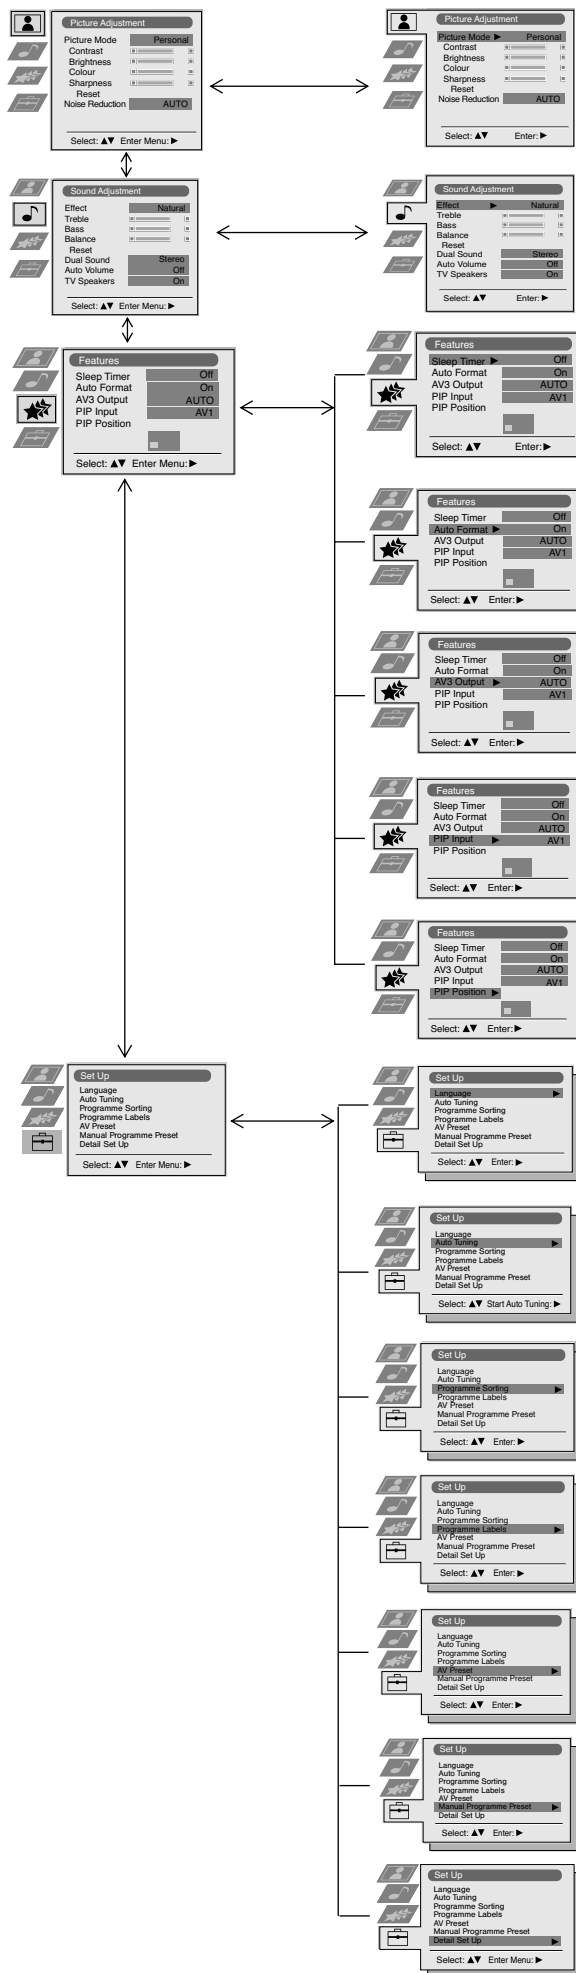 Picture Adjustment
Picture Mode Personal
Contrast
Brightness
Colour
Sharpness
Reset
Noise Reduction AUTO
Select: ▲▼ Enter Menu: ▶
Picture Adjustment
Picture Mode ▶ Personal
Contrast
Brightness
Colour
Sharpness
Reset
Noise Reduction AUTO
Select: ▲▼ Enter: ▶
Sound Adjustment
Effect Natural
Treble
Bass
Balance
Reset
Dual Sound Stereo
Auto Volume Off
TV Speakers On
Select: ▲▼ Enter Menu: ▶
Sound Adjustment
Effect ▶ Natural
Treble
Bass
Balance
Reset
Dual Sound Stereo
Auto Volume Off
TV Speakers On
Select: ▲▼ Enter: ▶
Features
Sleep Timer Off
Auto Format On
AV3 Output AUTO
PIP Input AV1
PIP Position
Select: ▲▼ Enter Menu: ▶
Features
Sleep Timer ▶ Off
Auto Format On
AV3 Output AUTO
PIP Input AV1
PIP Position
Select: ▲▼ Enter: ▶
Features
Sleep Timer Off
Auto Format ▶ On
AV3 Output AUTO
PIP Input AV1
PIP Position
Select: ▲▼ Enter: ▶
Features
Sleep Timer Off
Auto Format On
AV3 Output ▶ AUTO
PIP Input AV1
PIP Position
Select: ▲▼ Enter: ▶
Features
Sleep Timer Off
Auto Format On
AV3 Output AUTO
PIP Input ▶ AV1
PIP Position
Select: ▲▼ Enter: ▶
Features
Sleep Timer Off
Auto Format On
AV3 Output AUTO
PIP Input AV1
PIP Position ▶
Select: ▲▼ Enter: ▶
Set Up
Language
Auto Tuning
Programme Sorting
Programme Labels
AV Preset
Manual Programme Preset
Detail Set Up
Select: ▲▼ Enter Menu: ▶
Set Up
Language ▶
Auto Tuning
Programme Sorting
Programme Labels
AV Preset
Manual Programme Preset
Detail Set Up
Select: ▲▼ Enter: ▶
Set Up
Language
Auto Tuning ▶
Programme Sorting
Programme Labels
AV Preset
Manual Programme Preset
Detail Set Up
Select: ▲▼ Start Auto Tuning: ▶
Set Up
Language
Auto Tuning
Programme Sorting ▶
Programme Labels
AV Preset
Manual Programme Preset
Detail Set Up
Select: ▲▼ Enter: ▶
Set Up
Language
Auto Tuning
Programme Sorting
Programme Labels ▶
AV Preset
Manual Programme Preset
Detail Set Up
Select: ▲▼ Enter: ▶
Set Up
Language
Auto Tuning
Programme Sorting
Programme Labels
AV Preset ▶
Manual Programme Preset
Detail Set Up
Select: ▲▼ Enter: ▶
Set Up
Language
Auto Tuning
Programme Sorting
Programme Labels
AV Preset
Manual Programme Preset ▶
Detail Set Up
Select: ▲▼ Enter: ▶
Set Up
Language
Auto Tuning
Programme Sorting
Programme Labels
AV Preset
Manual Programme Preset
Detail Set Up ▶
Select: ▲▼ Enter Menu: ▶